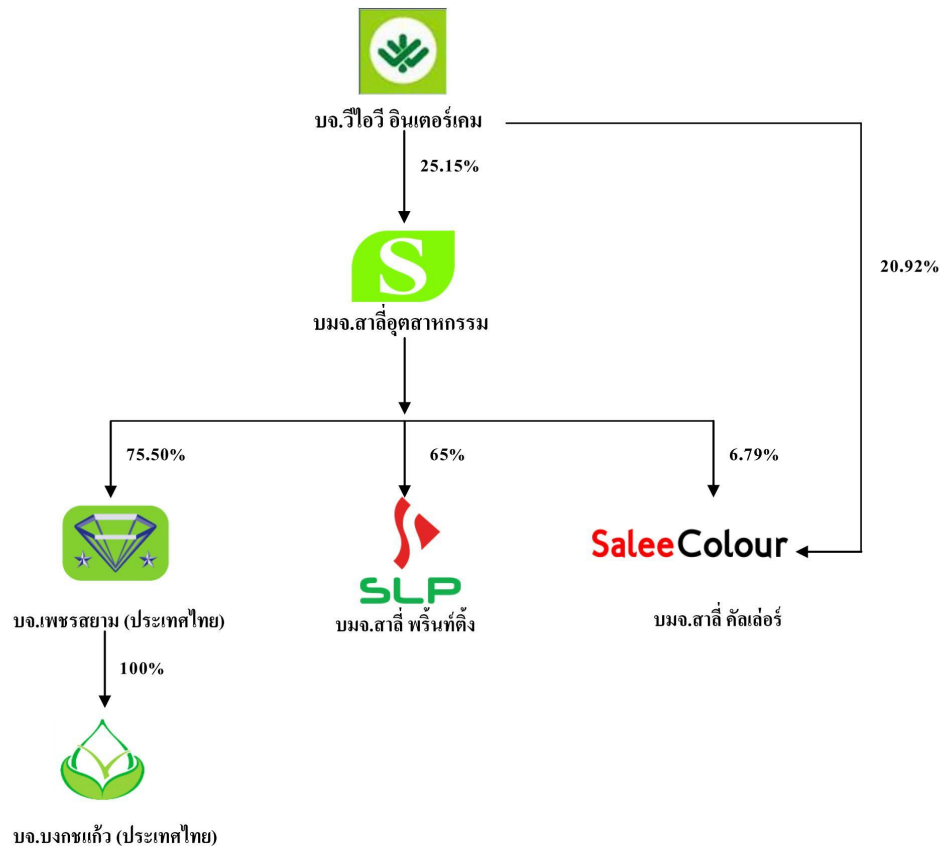 บจ.วีไอวี อินเตอร์เคม
25.15%
20.92%
S
บมจ.สาลี่อุตสาหกรรม
75.50%
65%
6.79%
SLP
SaleeColour
บจ.เพชรสยาม (ประเทศไทย)
บมจ.สาลี่ พริ้นท์ติ้ง
บมจ.สาลี่ คัลเล่อร์
100%
บจ.บงกชแก้ว (ประเทศไทย)